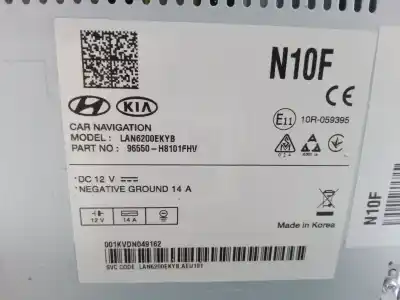 N10F
KIA
CE
E11 10R-059395
CAR NAVIGATION
MODEL: LAN6200EKYB
PART NO: 96550-H8101FHV
DC 12 V
NEGATIVE GROUND 14 A
12 V 14 A
Made in Korea
001KVDN049162
SVC CODE: LAN6200EKYB.AEU101
N10F